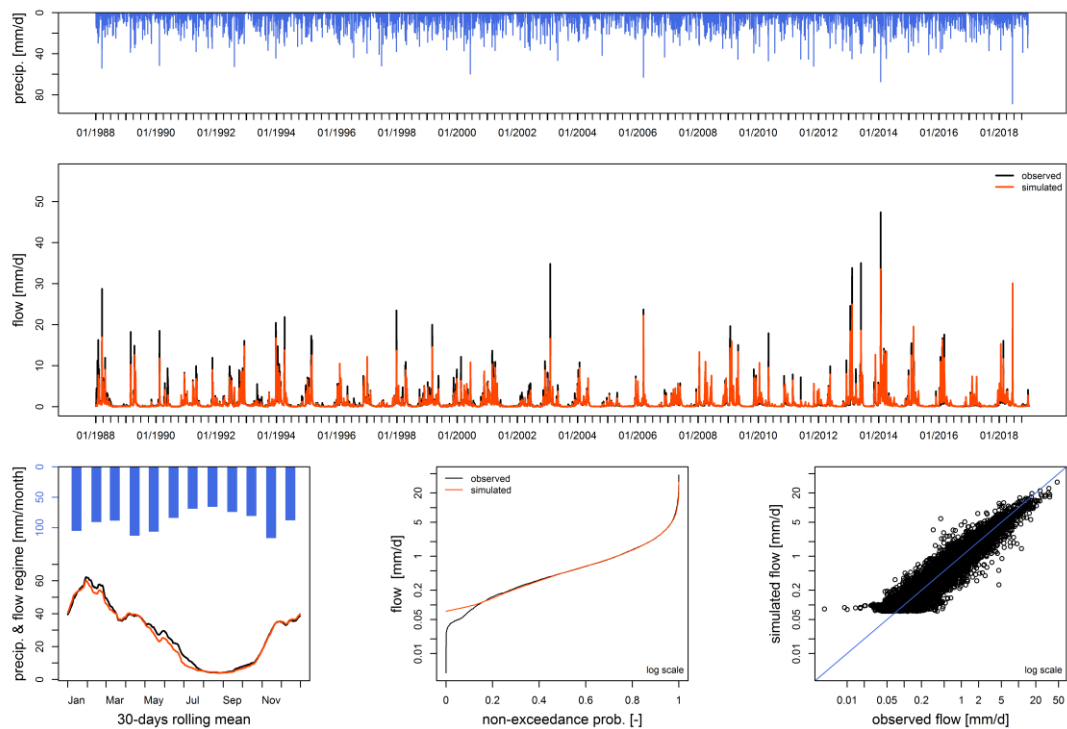 precip. [mm/d]
0
40
80
01/1988 01/1990 01/1992 01/1994 01/1996 01/1998 01/2000 01/2002 01/2004 01/2006 01/2008 01/2010 01/2012 01/2014 01/2016 01/2018
flow [mm/d]
50
40
30
20
10
0
observed
simulated
01/1988 01/1990 01/1992 01/1994 01/1996 01/1998 01/2000 01/2002 01/2004 01/2006 01/2008 01/2010 01/2012 01/2014 01/2016 01/2018
precip. & flow regime [mm/month]
0
50
100
60
40
20
0
Jan Mar May Jul Sep Nov
30-days rolling mean
flow [mm/d]
observed
simulated
20
5
1
0.2
0.05
0.01
log scale
0 0.2 0.4 0.6 0.8 1
non-exceedance prob. [-]
simulated flow [mm/d]
20
5
1
0.2
0.05
0.01
log scale
0.01 0.05 0.2 1 2 5 20 50
observed flow [mm/d]